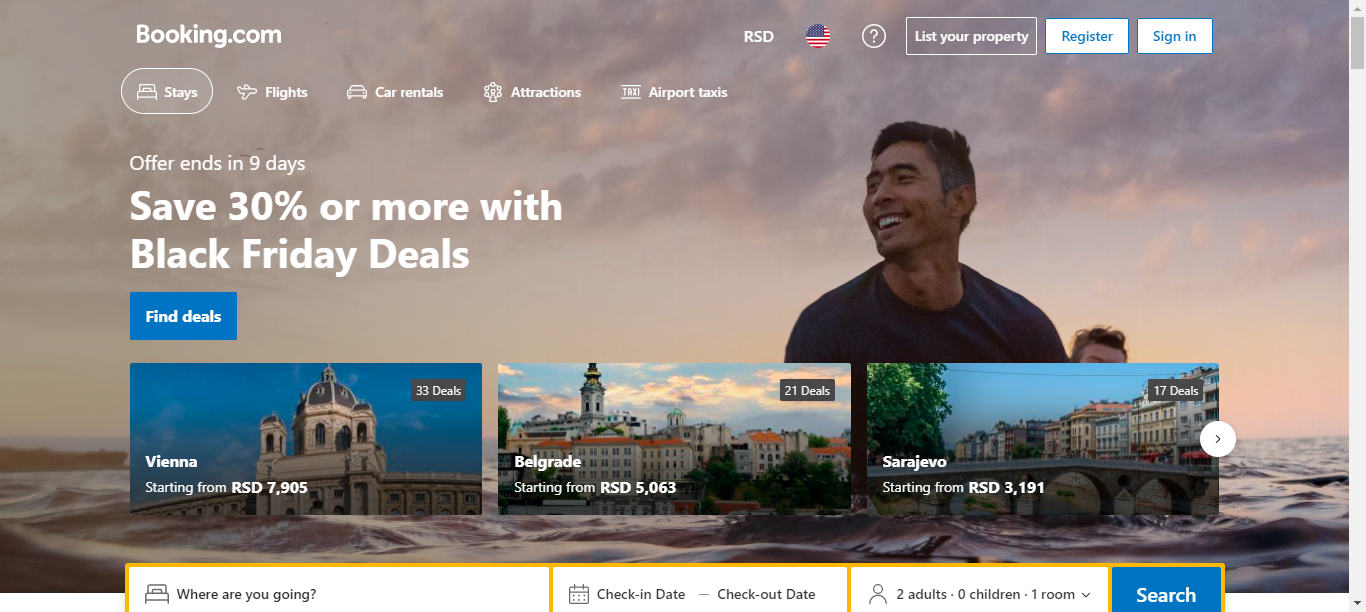 Booking.com
RSD
?
List your property
Register
Sign in
Stays
Flights
Car rentals
Attractions
TAXI
Airport taxis
Offer ends in 9 days
Save 30% or more with
Black Friday Deals
Find deals
33 Deals
Vienna
Starting from RSD 7,905
21 Deals
Belgrade
Starting from RSD 5,063
17 Deals
Sarajevo
Starting from RSD 3,191
Where are you going?
Check-in Date — Check-out Date
2 adults · 0 children · 1 room
Search